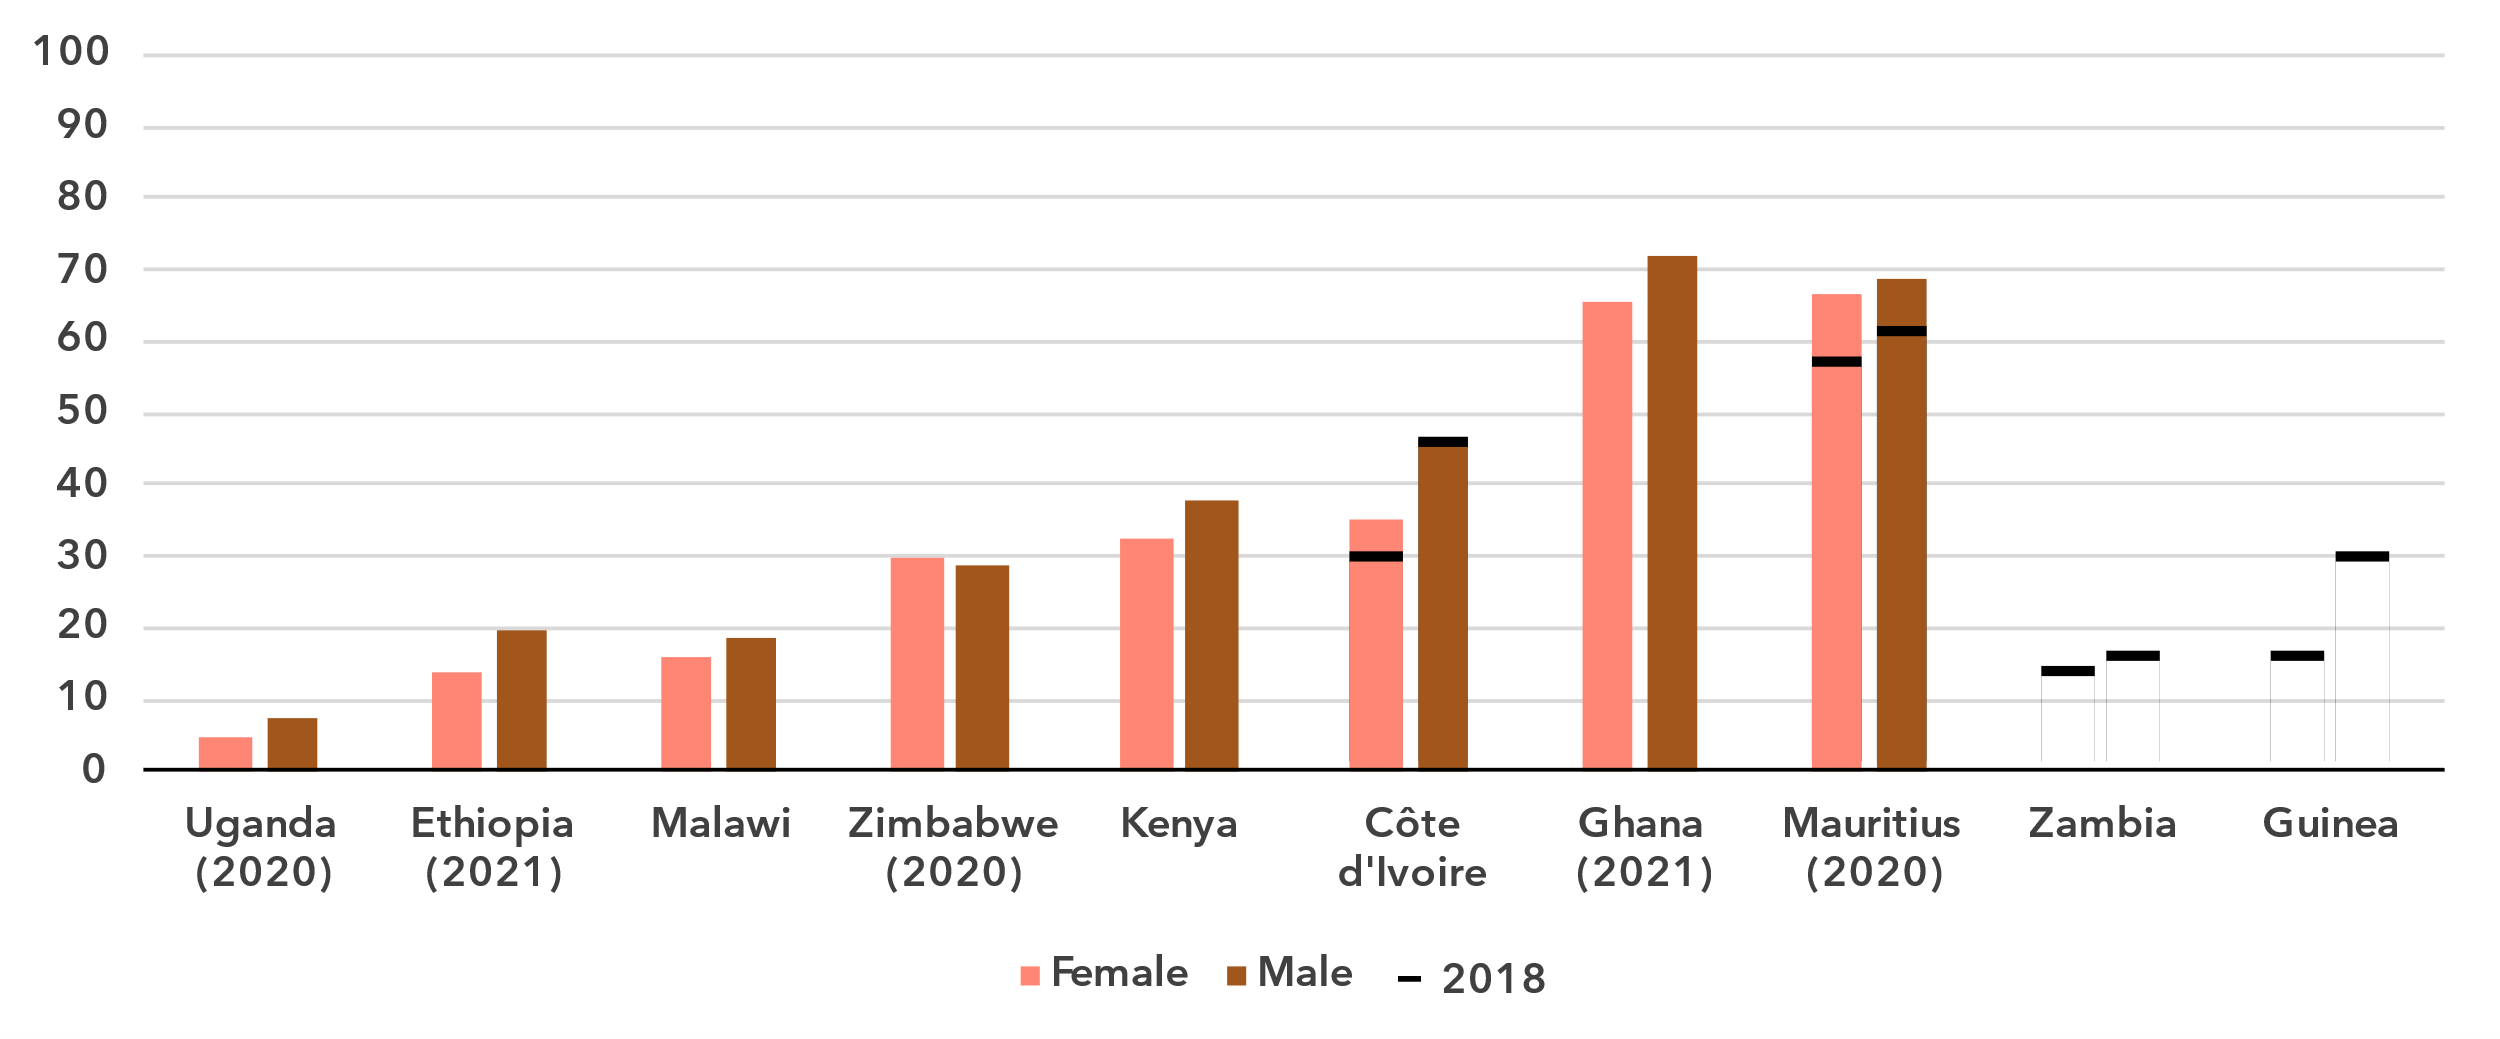 100
90
80
70
60
50
40
30
20
10
0
Uganda
(2020)
Ethiopia
(2021)
Malawi
Zimbabwe
(2020)
Kenya
Côte
d'Ivoire
Ghana
(2021)
Mauritius
(2020)
Zambia
Guinea
Female
Male
2018